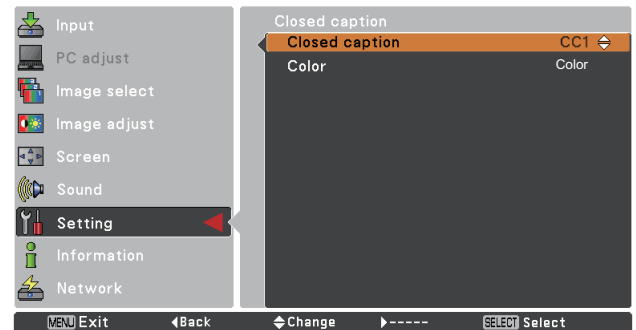 Input
PC adjust
Image select
Image adjust
Screen
Sound
Setting
Information
Network
Closed caption
Closed caption CC1
Color Color
MENU Exit Back Change ----- SELECT Select